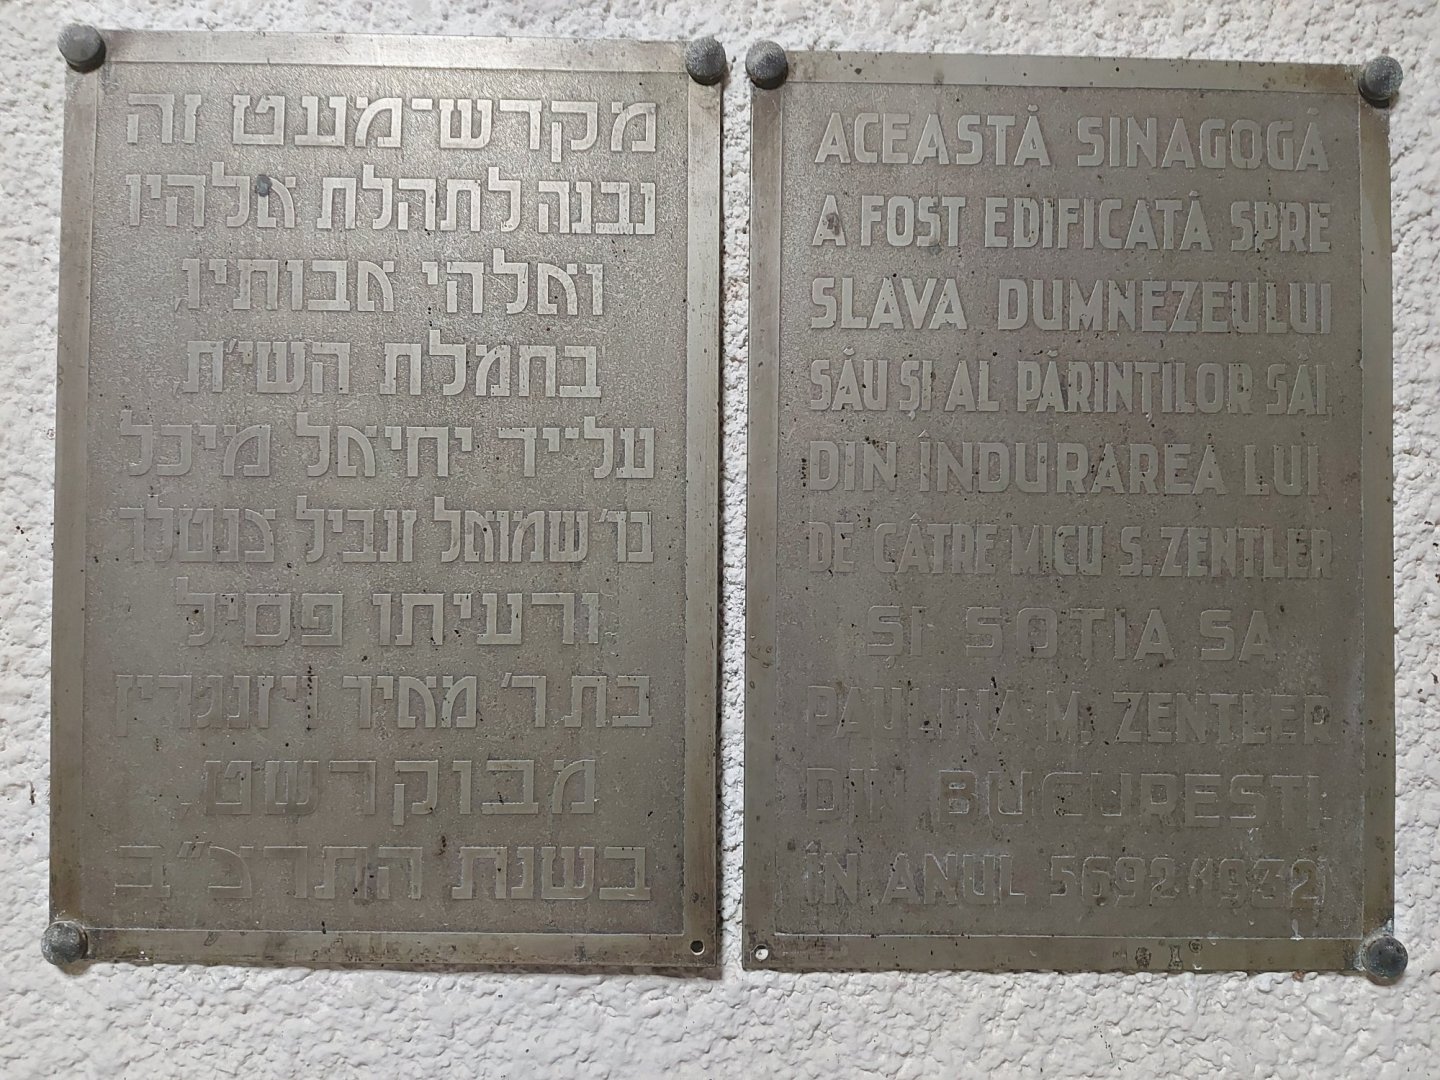 מקדש־מעט זה
נבנה לתהלת אלהיו
ואלהי אבותיו
בחמלת השי״ת
על־יד יחיאל מיכל
בר׳ שמואל זנביל צנטלר
ורעיתו פסיל
בת ר׳ מאיר
מבוקרשט
בשנת התרצ״ב
ACEASTĂ SINAGOGĂ
A FOST EDIFICATĂ SPRE
SLAVA DUMNEZEULUI
SĂU ȘI AL PĂRINȚILOR SĂI
DIN ÎNDURAREA LUI
DE CĂTRE MICU S. ZENTLER
ȘI SOȚIA SA
PAULINA M. ZENTLER
DIN BUCUREȘTI
ÎN ANUL 5692/1932